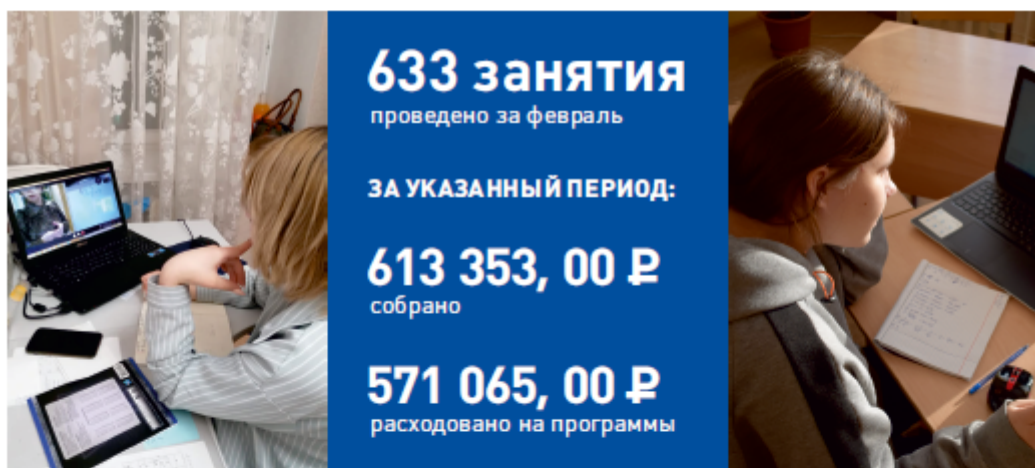 633 занятия
проведено за февраль
ЗА УКАЗАННЫЙ ПЕРИОД:
613 353, 00 ₽
собрано
571 065, 00 ₽
расходовано на программы